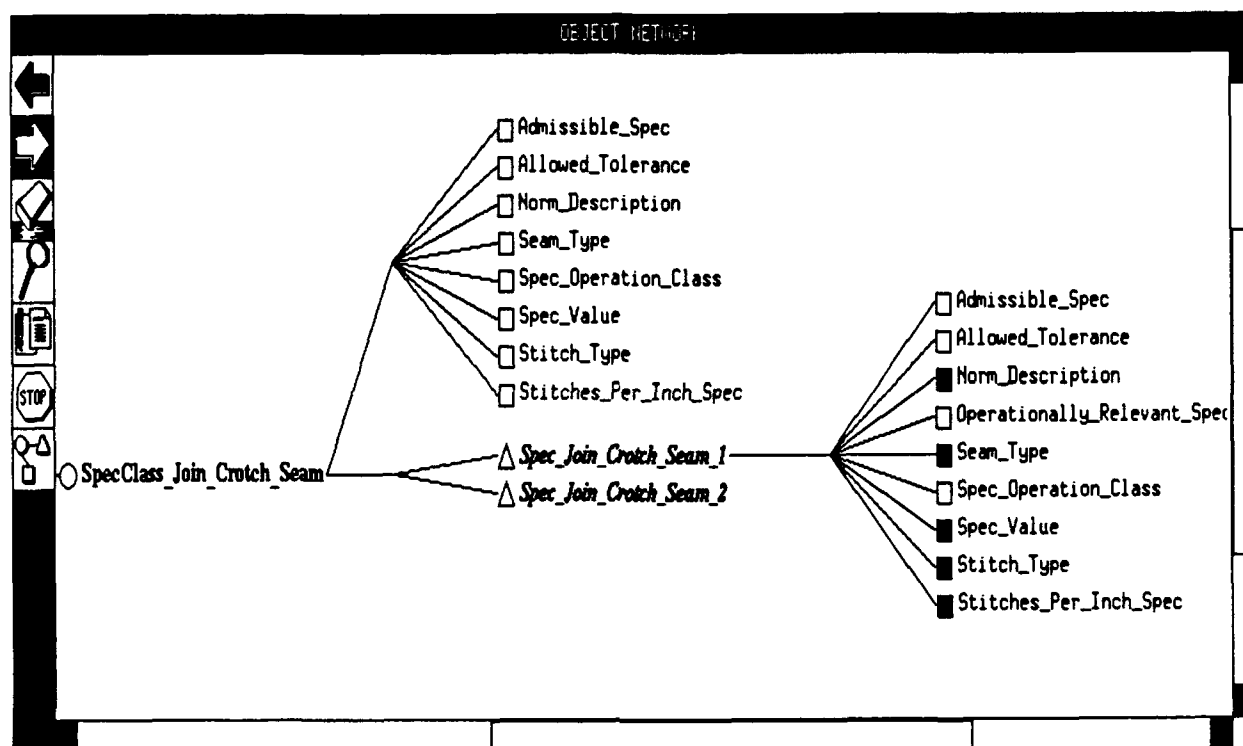 OBJECT NETWORK
Admissible_Spec
Allowed_Tolerance
Norm_Description
Seam_Type
Spec_Operation_Class
Spec_Value
Stitch_Type
Stitches_Per_Inch_Spec
SpecClass_Join_Crotch_Seam
Spec_Join_Crotch_Seam_1
Spec_Join_Crotch_Seam_2
Admissible_Spec
Allowed_Tolerance
Norm_Description
Operationally_Relevant_Spec
Seam_Type
Spec_Operation_Class
Spec_Value
Stitch_Type
Stitches_Per_Inch_Spec
STOP